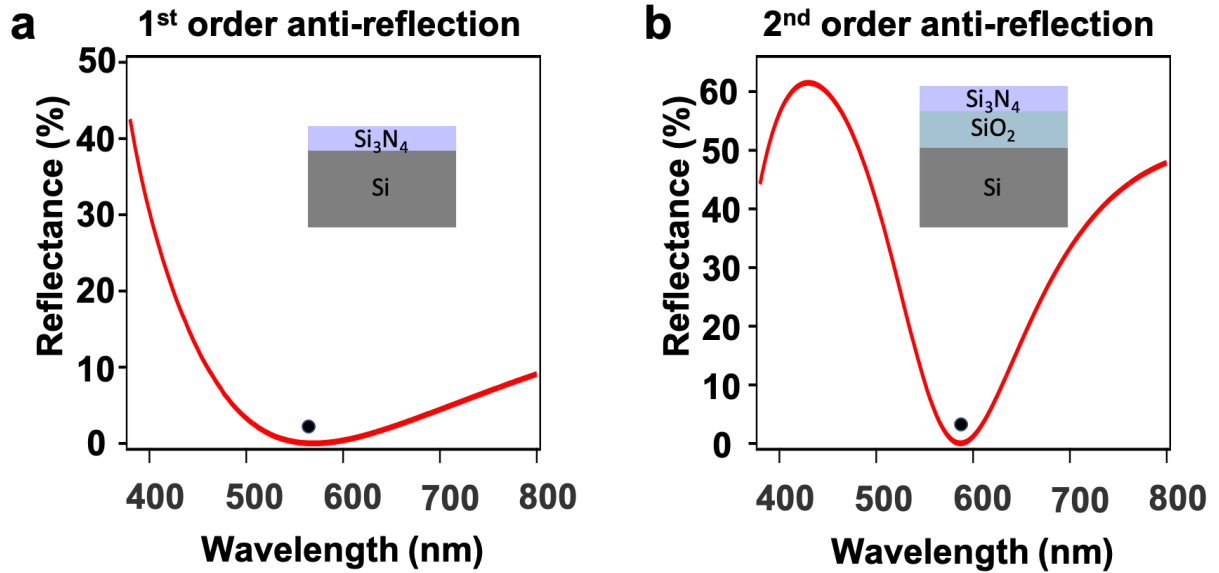 a
1st order anti-reflection
Reflectance (%)
50
40
30
20
10
0
Si3N4
Si
400 500 600 700 800
Wavelength (nm)
b
2nd order anti-reflection
Reflectance (%)
60
50
40
30
20
10
0
Si3N4
SiO2
Si
400 500 600 700 800
Wavelength (nm)